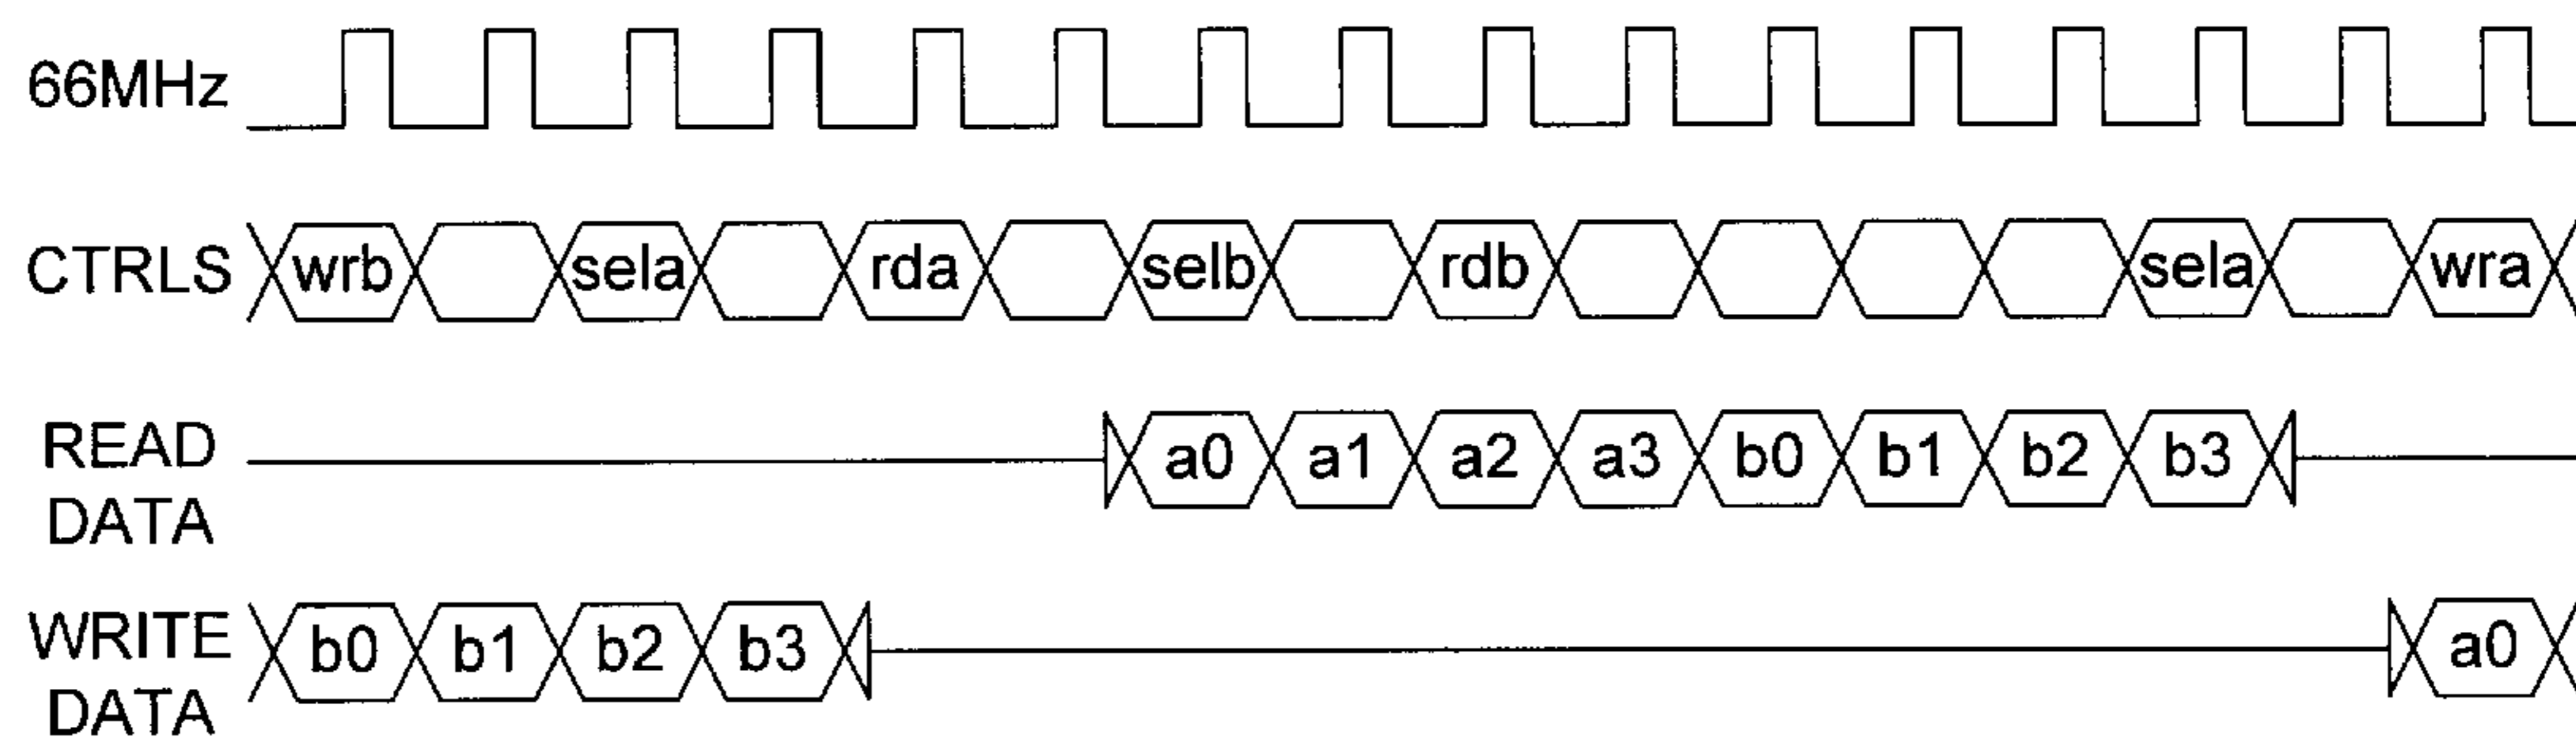 66MHz
CTRLS wrb sela rda selb rdb sela wra
READ DATA a0 a1 a2 a3 b0 b1 b2 b3
WRITE DATA b0 b1 b2 b3 a0